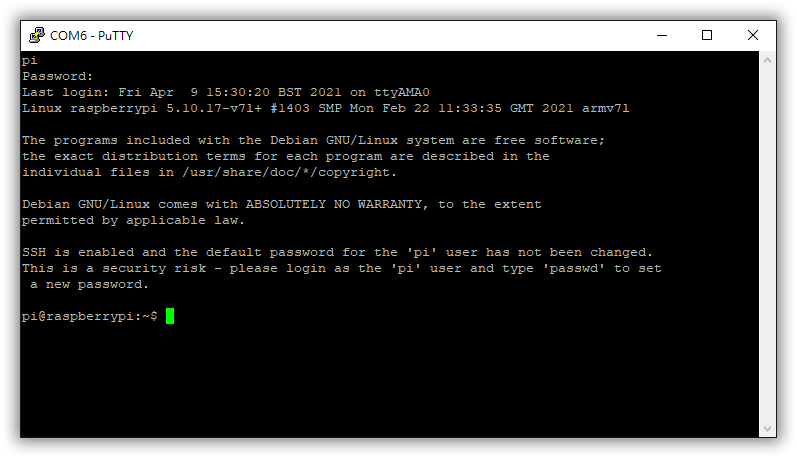 COM6 - PuTTY
pi
Password:
Last login: Fri Apr  9 15:30:20 BST 2021 on ttyAMA0
Linux raspberrypi 5.10.17-v7l+ #1403 SMP Mon Feb 22 11:33:35 GMT 2021 armv7l
The programs included with the Debian GNU/Linux system are free software;
the exact distribution terms for each program are described in the
individual files in /usr/share/doc/*/copyright.
Debian GNU/Linux comes with ABSOLUTELY NO WARRANTY, to the extent
permitted by applicable law.
SSH is enabled and the default password for the 'pi' user has not been changed.
This is a security risk - please login as the 'pi' user and type 'passwd' to set
 a new password.
pi@raspberrypi:~$